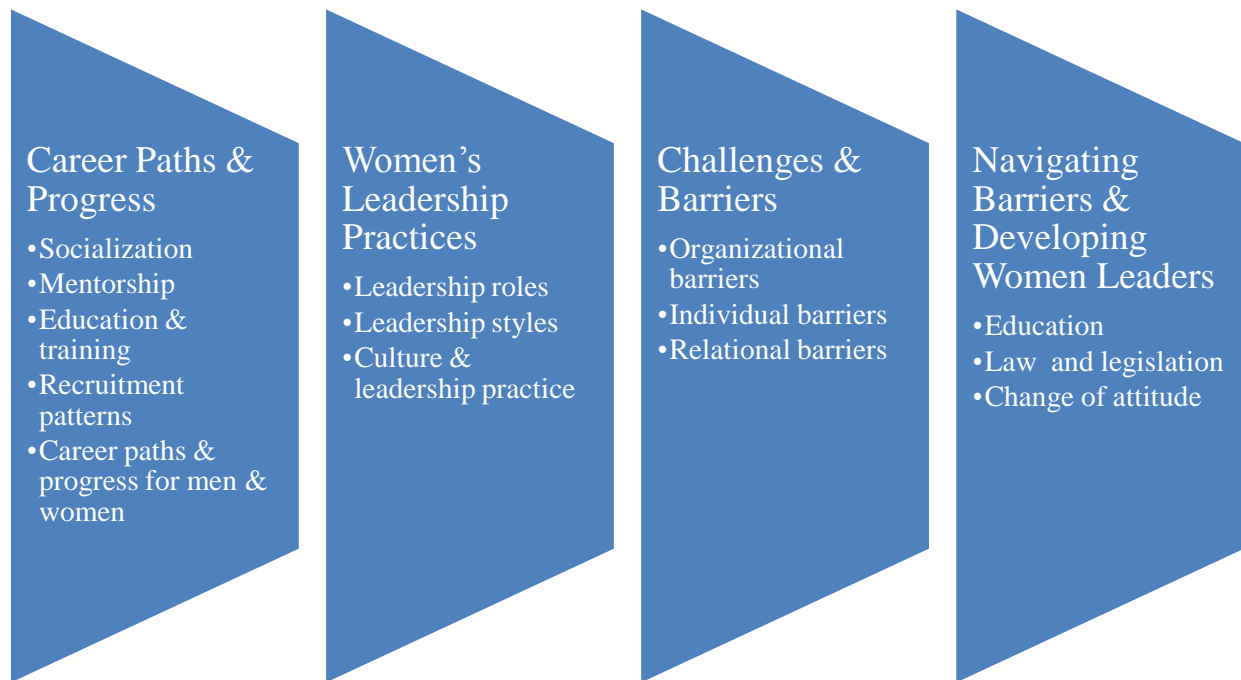 Career Paths &
Progress
•Socialization
•Mentorship
•Education &
training
•Recruitment
patterns
•Career paths &
progress for men &
women
Women’s
Leadership
Practices
•Leadership roles
•Leadership styles
•Culture &
leadership practice
Challenges &
Barriers
•Organizational
barriers
•Individual barriers
•Relational barriers
Navigating
Barriers &
Developing
Women Leaders
•Education
•Law  and legislation
•Change of attitude